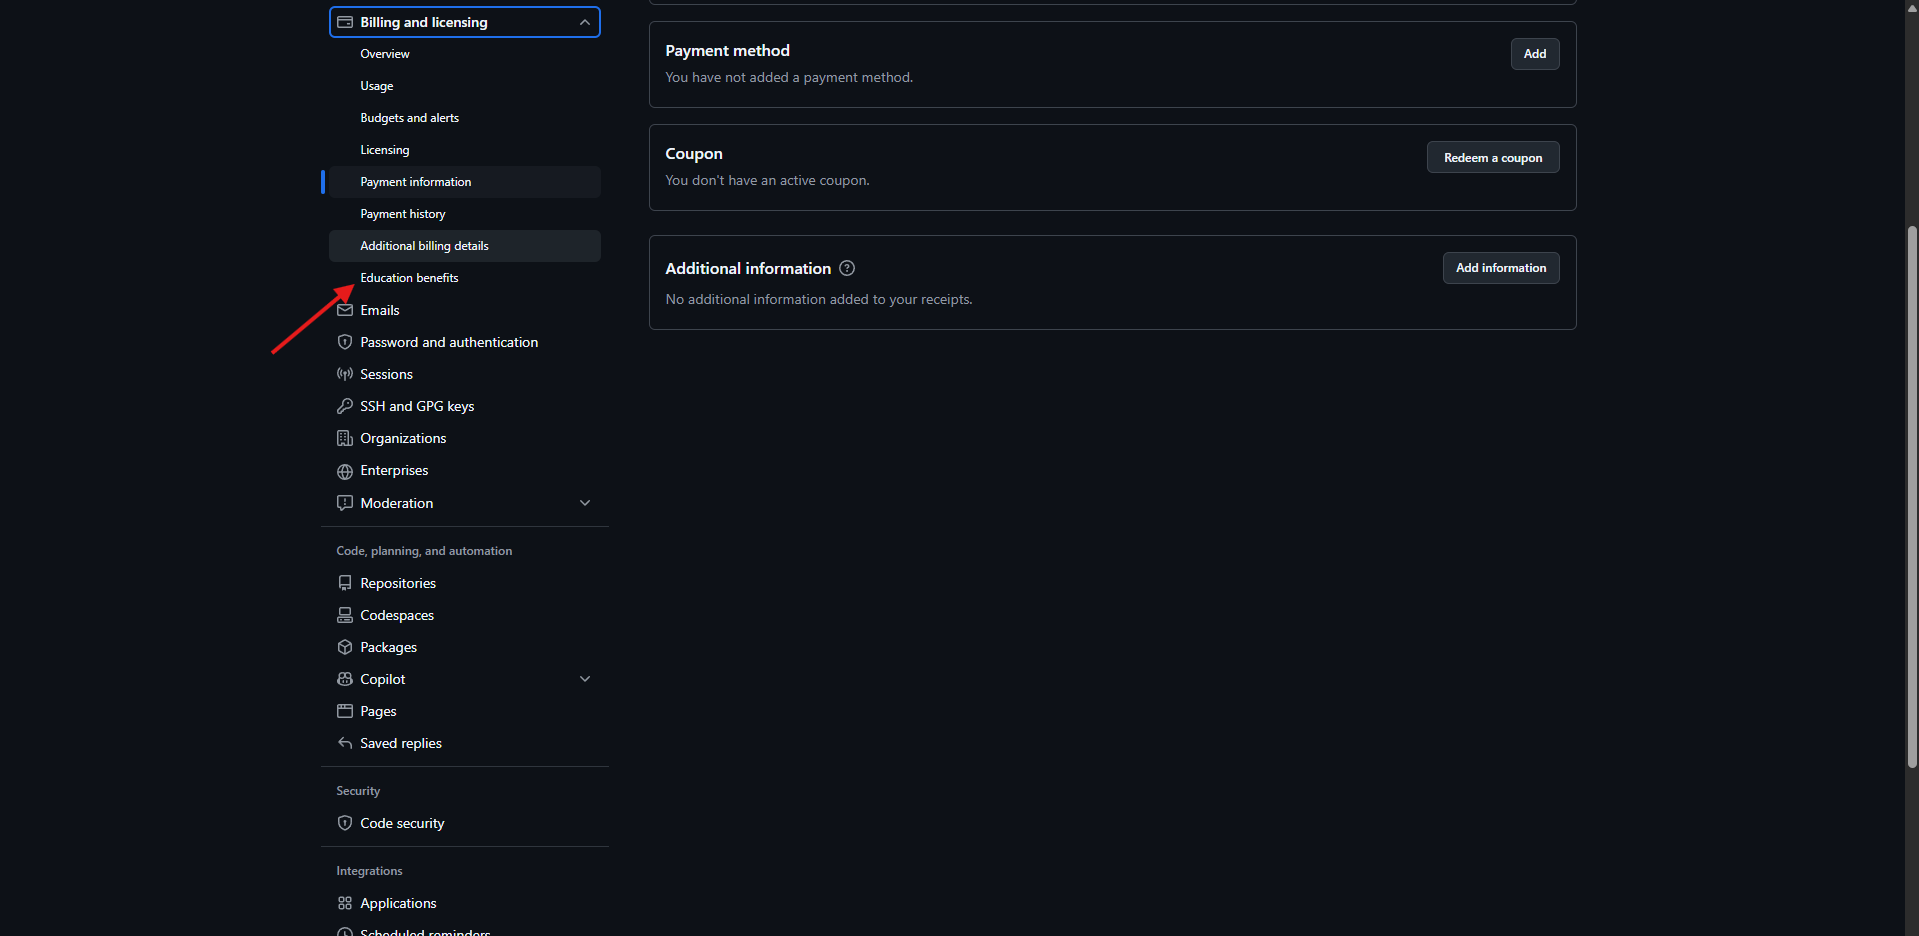 Billing and licensing
Overview
Usage
Budgets and alerts
Licensing
Payment information
Payment history
Additional billing details
Education benefits
Emails
Password and authentication
Sessions
SSH and GPG keys
Organizations
Enterprises
Moderation
Code, planning, and automation
Repositories
Codespaces
Packages
Copilot
Pages
Saved replies
Security
Code security
Integrations
Applications
Scheduled reminders
Payment method
Add
You have not added a payment method.
Coupon
Redeem a coupon
You don't have an active coupon.
Additional information
Add information
No additional information added to your receipts.